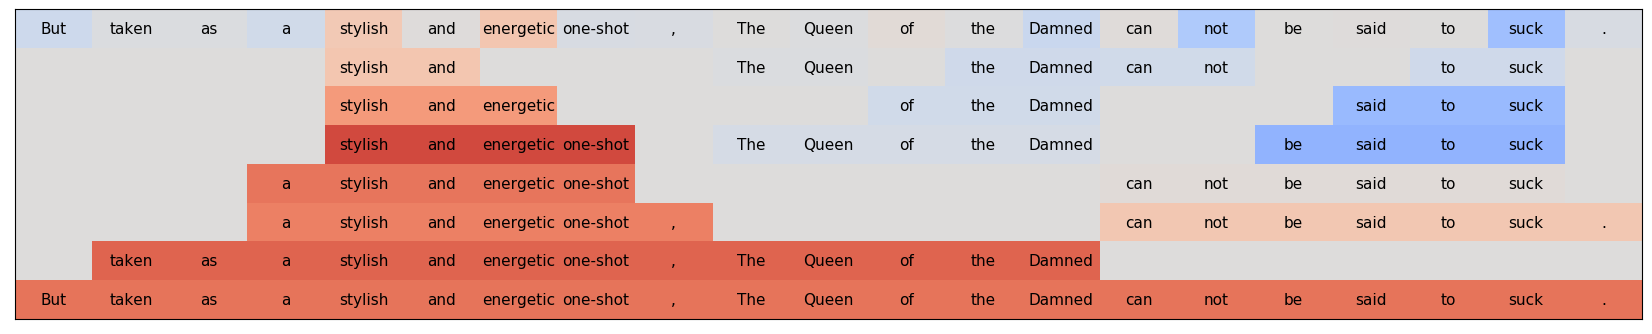 But taken as a stylish and energetic one-shot , The Queen of the Damned can not be said to suck .
stylish and The Queen the Damned can not to suck
stylish and energetic of the Damned said to suck
stylish and energetic one-shot The Queen of the Damned be said to suck
a stylish and energetic one-shot can not be said to suck
a stylish and energetic one-shot , can not be said to suck .
taken as a stylish and energetic one-shot , The Queen of the Damned
But taken as a stylish and energetic one-shot , The Queen of the Damned can not be said to suck .